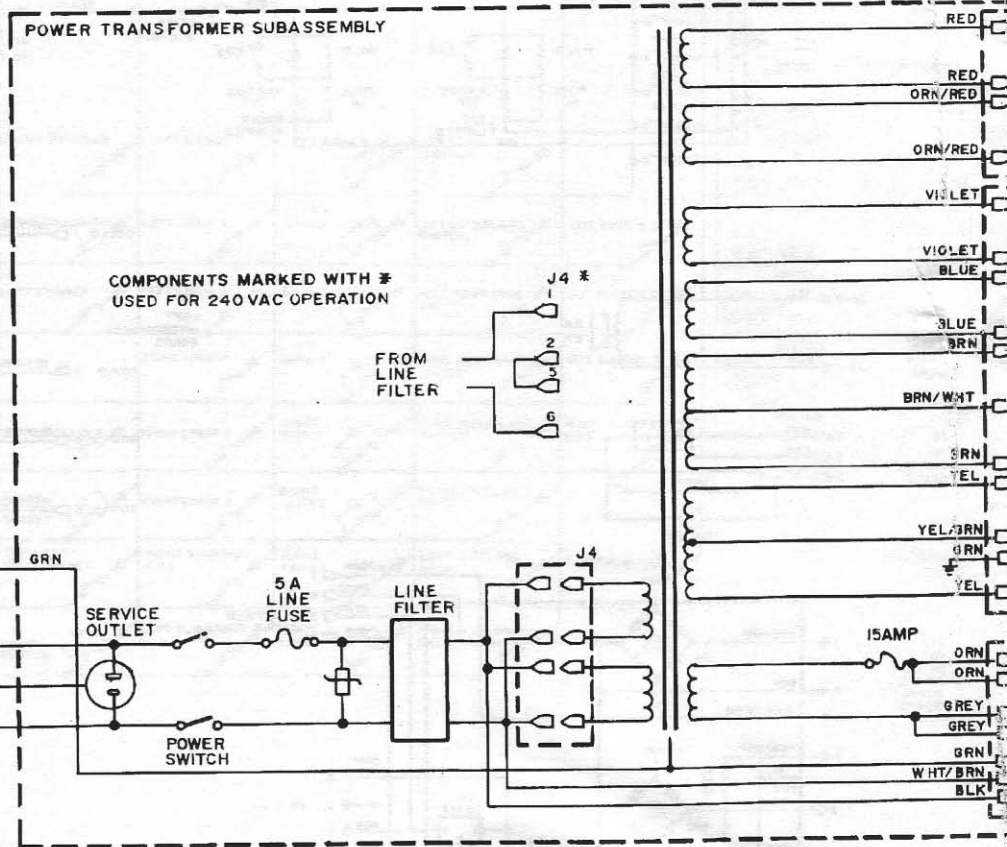 POWER TRANSFORMER SUBASSEMBLY
RED
RED
ORN/RED
ORN/RED
VIOLET
VIOLET
BLUE
BLUE
BRN
BRN/WHT
BRN
YEL
YEL/BRN
GRN
YEL
COMPONENTS MARKED WITH *
USED FOR 240 VAC OPERATION
J4 *
1
2
5
6
FROM
LINE
FILTER
GRN
SERVICE
OUTLET
5A
LINE
FUSE
LINE
FILTER
J4
POWER
SWITCH
15AMP
ORN
ORN
GREY
GREY
GRN
WHT/BRN
BLK